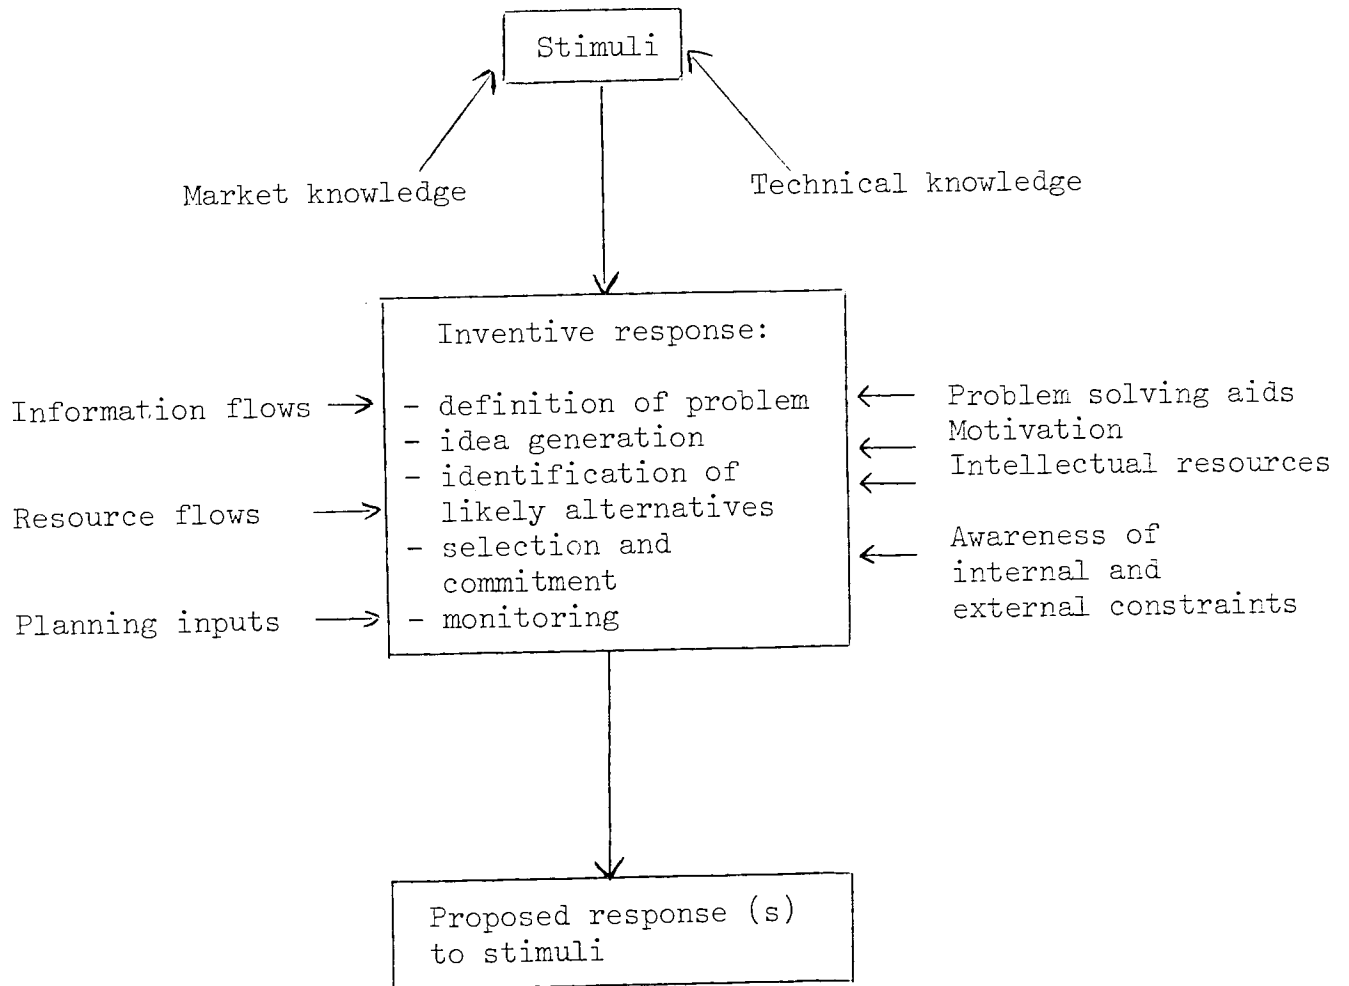 Stimuli
Market knowledge
Technical knowledge
Inventive response:
- definition of problem
- idea generation
- identification of
likely alternatives
- selection and
commitment
- monitoring
Information flows
Resource flows
Planning inputs
Problem solving aids
Motivation
Intellectual resources
Awareness of
internal and
external constraints
Proposed response (s)
to stimuli